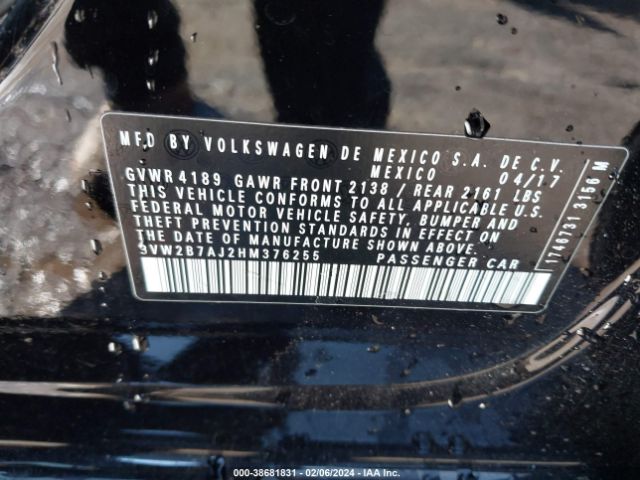 MFD BY VOLKSWAGEN DE MEXICO S.A. DE C.V.
MEXICO 04/17
GVWR 4189 GAWR FRONT 2138 / REAR 2161 LBS
THIS VEHICLE CONFORMS TO ALL APPLICABLE U.S.
FEDERAL MOTOR VEHICLE SAFETY, BUMPER AND
THEFT PREVENTION STANDARDS IN EFFECT ON
THE DATE OF MANUFACTURE SHOWN ABOVE.
3VW2B7AJ2HM376255 PASSENGER CAR
1746731 3156 M
000-38681831 - 02/06/2024 - IAA Inc.